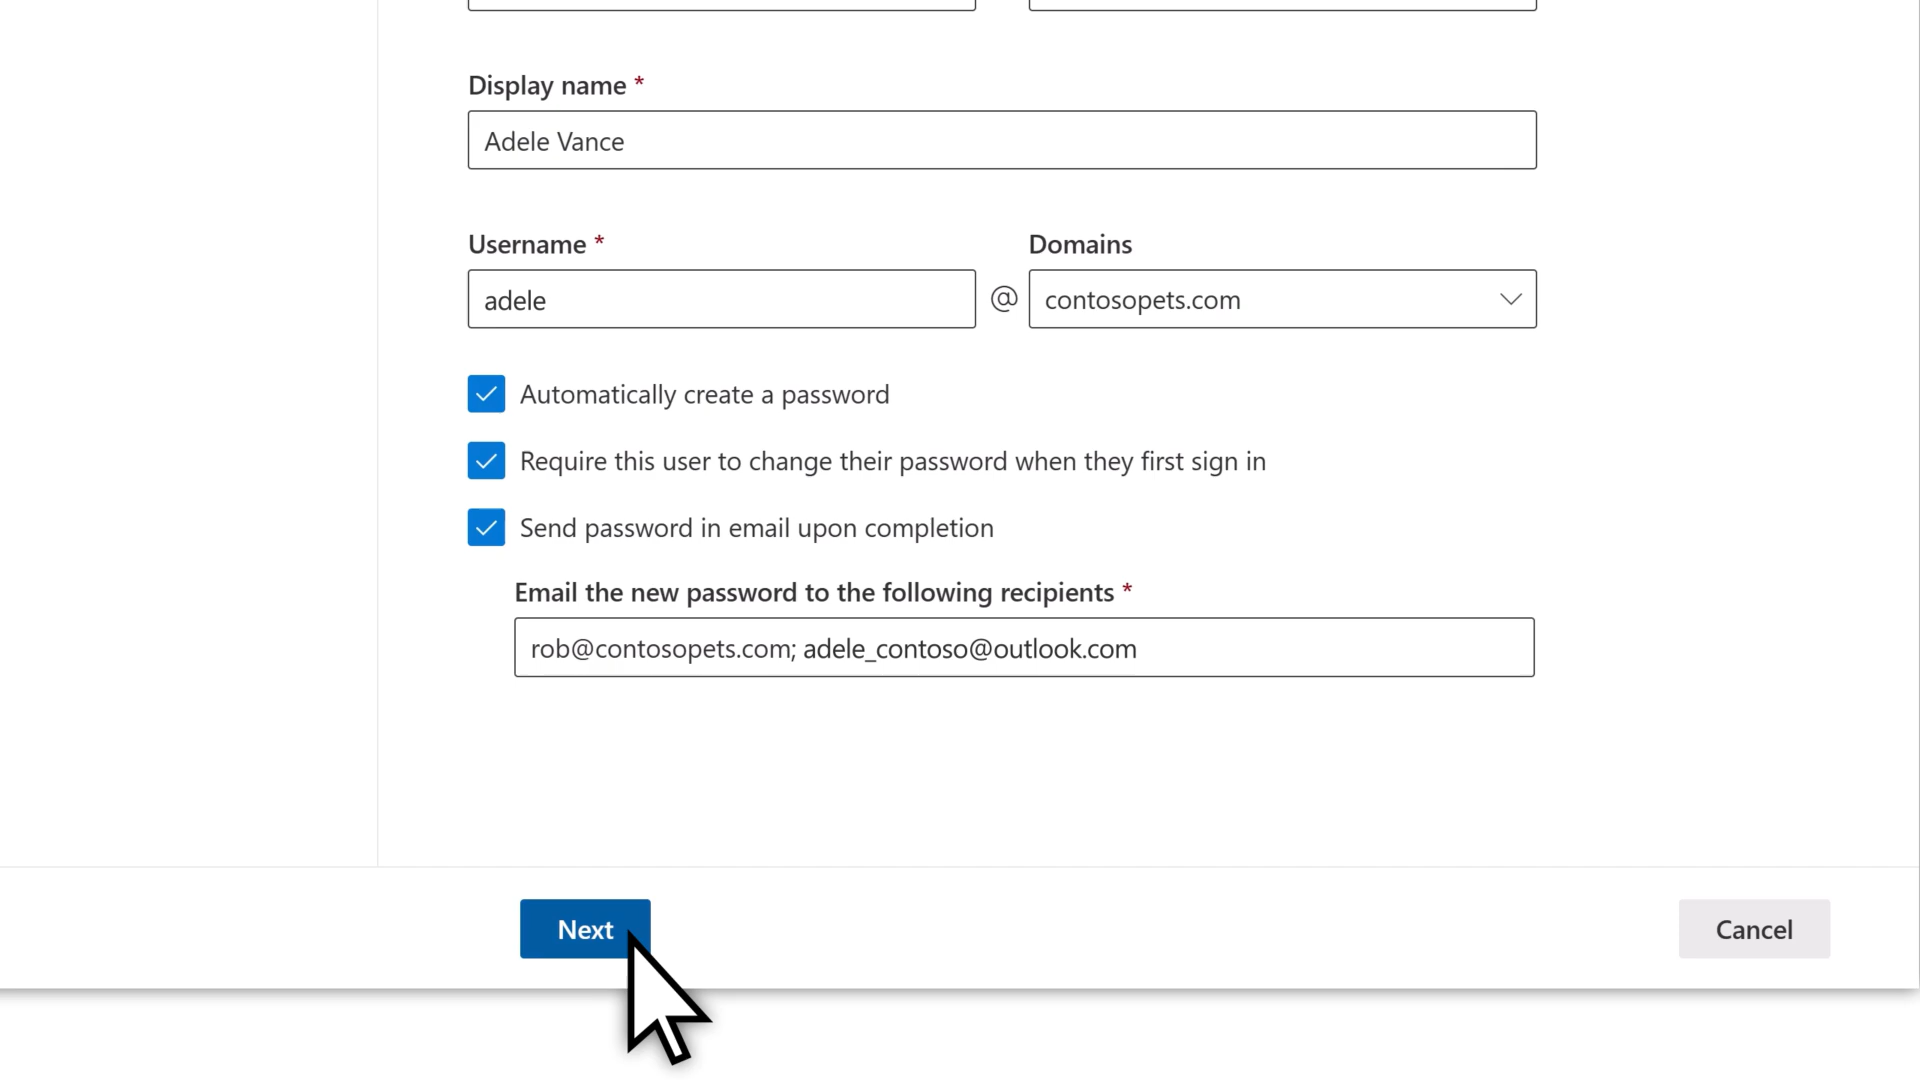 Display name *
Adele Vance
Username *
Domains
adele
@
contosopets.com
Automatically create a password
Require this user to change their password when they first sign in
Send password in email upon completion
Email the new password to the following recipients *
rob@contosopets.com; adele_contoso@outlook.com
Next
Cancel